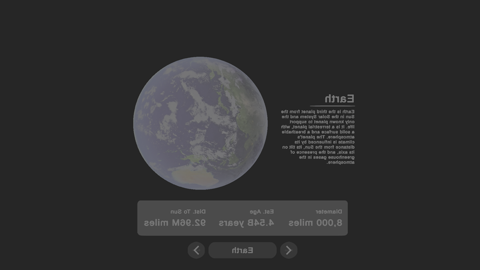 Earth
Earth is the third planet from the
Sun in the Solar System and the
only known planet to support
life. It is a terrestrial planet, with
a solid surface and a breathable
atmosphere. The planet's
climate is influenced by its
distance from the Sun, its tilt on
its axis, and the presence of
greenhouse gases in the
atmosphere.
Diameter
8,000 miles
Est. Age
4.54B years
Dist. To Sun
92.96M miles
Earth